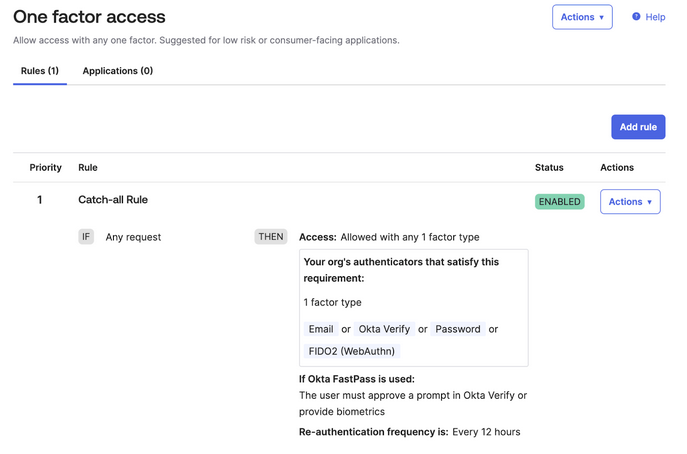 One factor access
Actions ▼
Help
Allow access with any one factor. Suggested for low risk or consumer-facing applications.
Rules (1)
Applications (0)
Add rule
Priority
Rule
Status
Actions
1
Catch-all Rule
ENABLED
Actions ▼
IF
Any request
THEN
Access: Allowed with any 1 factor type
Your org's authenticators that satisfy this
requirement:
1 factor type
Email or Okta Verify or Password or
FIDO2 (WebAuthn)
If Okta FastPass is used:
The user must approve a prompt in Okta Verify or
provide biometrics
Re-authentication frequency is: Every 12 hours